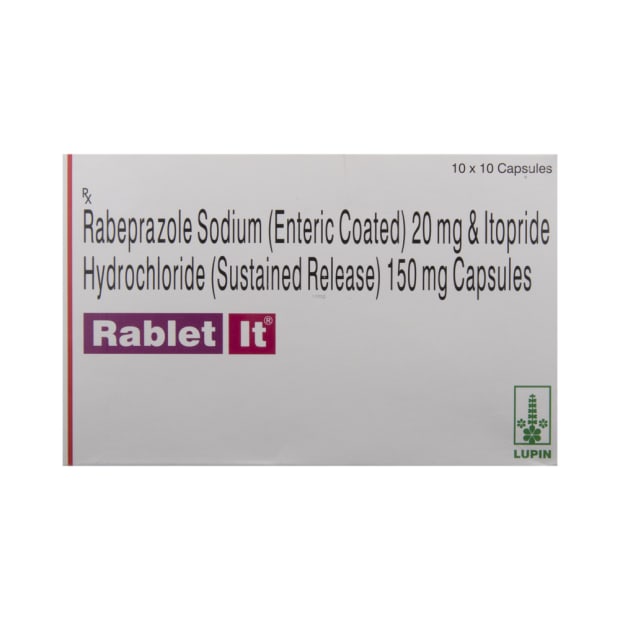 10 x 10 Capsules
Rx
Rabeprazole Sodium (Enteric Coated) 20 mg & Itopride
Hydrochloride (Sustained Release) 150 mg Capsules
Rablet It®
LUPIN